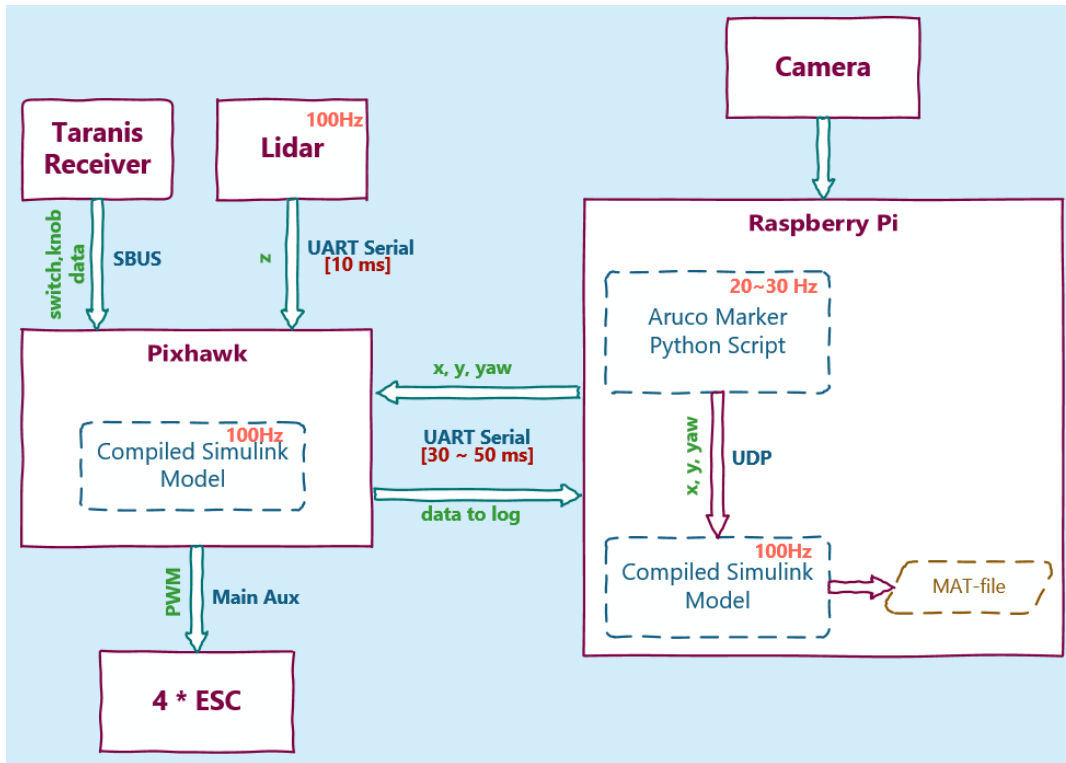 Camera
Taranis
Receiver
100Hz
Lidar
switch,knob
data
SBUS
z
UART Serial
[10 ms]
Raspberry Pi
20~30 Hz
Aruco Marker
Python Script
Pixhawk
100Hz
Compiled Simulink
Model
x, y, yaw
UART Serial
[30 ~ 50 ms]
data to log
x, y, yaw
UDP
100Hz
Compiled Simulink
Model
MAT-file
PWM
Main Aux
4 * ESC